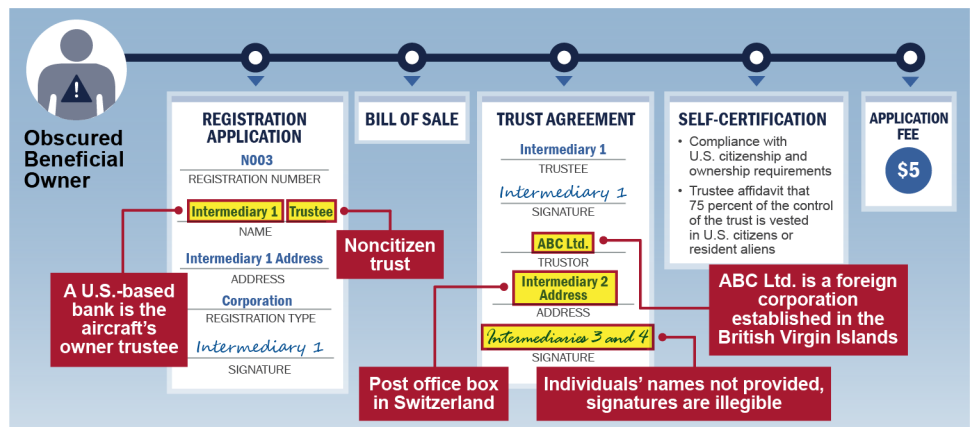 !
Obscured
Beneficial
Owner
REGISTRATION
APPLICATION
N003
REGISTRATION NUMBER
Intermediary 1 Trustee
NAME
Intermediary 1 Address
ADDRESS
Corporation
REGISTRATION TYPE
Intermediary 1
SIGNATURE
A U.S.-based
bank is the
aircraft's
owner trustee
Noncitizen
trust
BILL OF SALE
TRUST AGREEMENT
Intermediary 1
TRUSTEE
Intermediary 1
SIGNATURE
ABC Ltd.
TRUSTOR
Intermediary 2
Address
ADDRESS
Intermediaries 3 and 4
SIGNATURE
Post office box
in Switzerland
Individuals' names not provided,
signatures are illegible
SELF-CERTIFICATION
• Compliance with
U.S. citizenship and
ownership requirements
• Trustee affidavit that
75 percent of the control
of the trust is vested
in U.S. citizens or
resident aliens
ABC Ltd. is a foreign
corporation
established in the
British Virgin Islands
APPLICATION
FEE
$5